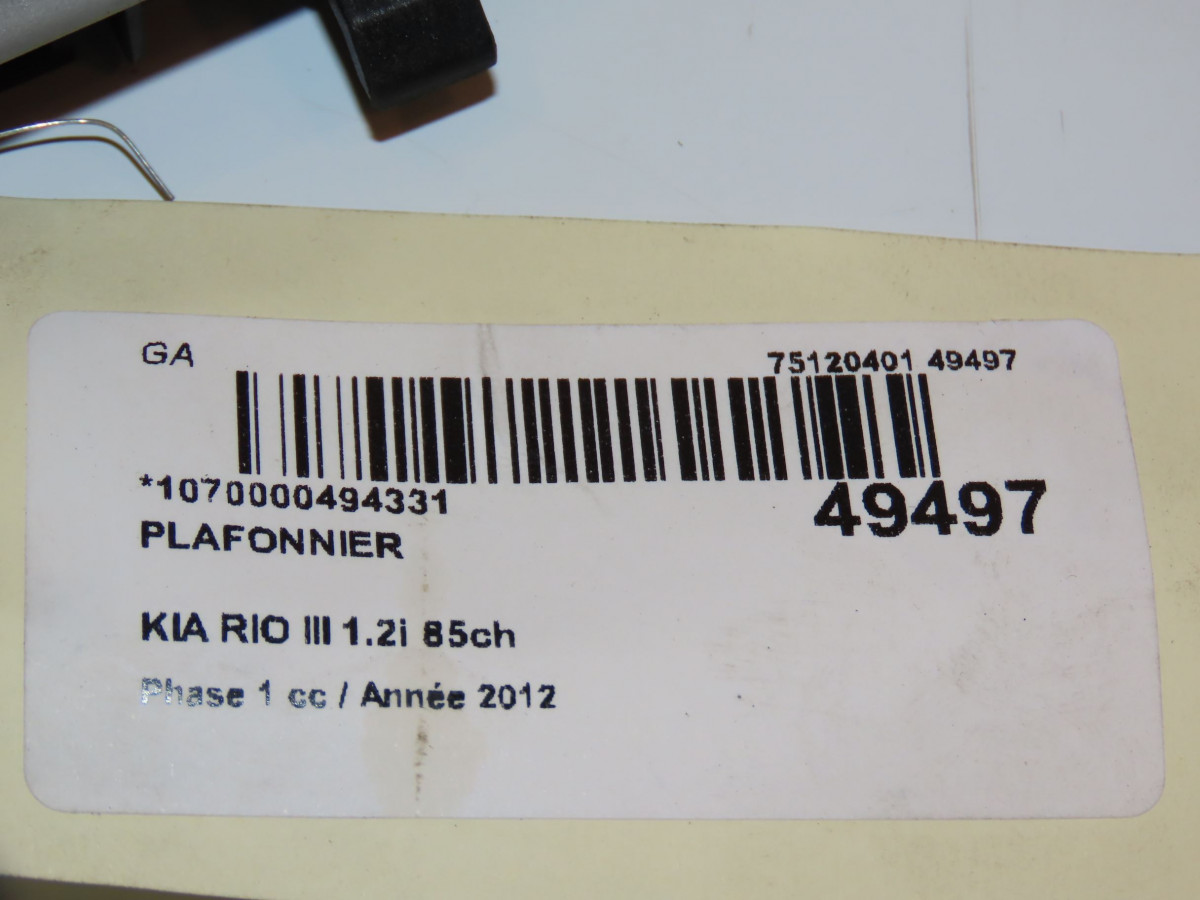 GA 75120401 49497
*1070000494331 49497
PLAFONNIER
KIA RIO III 1.2i 85ch
Phase 1 cc / Année 2012